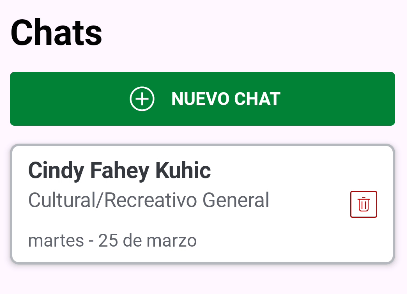 Chats
NUEVO CHAT
Cindy Fahey Kuhic
Cultural/Recreativo General
martes - 25 de marzo